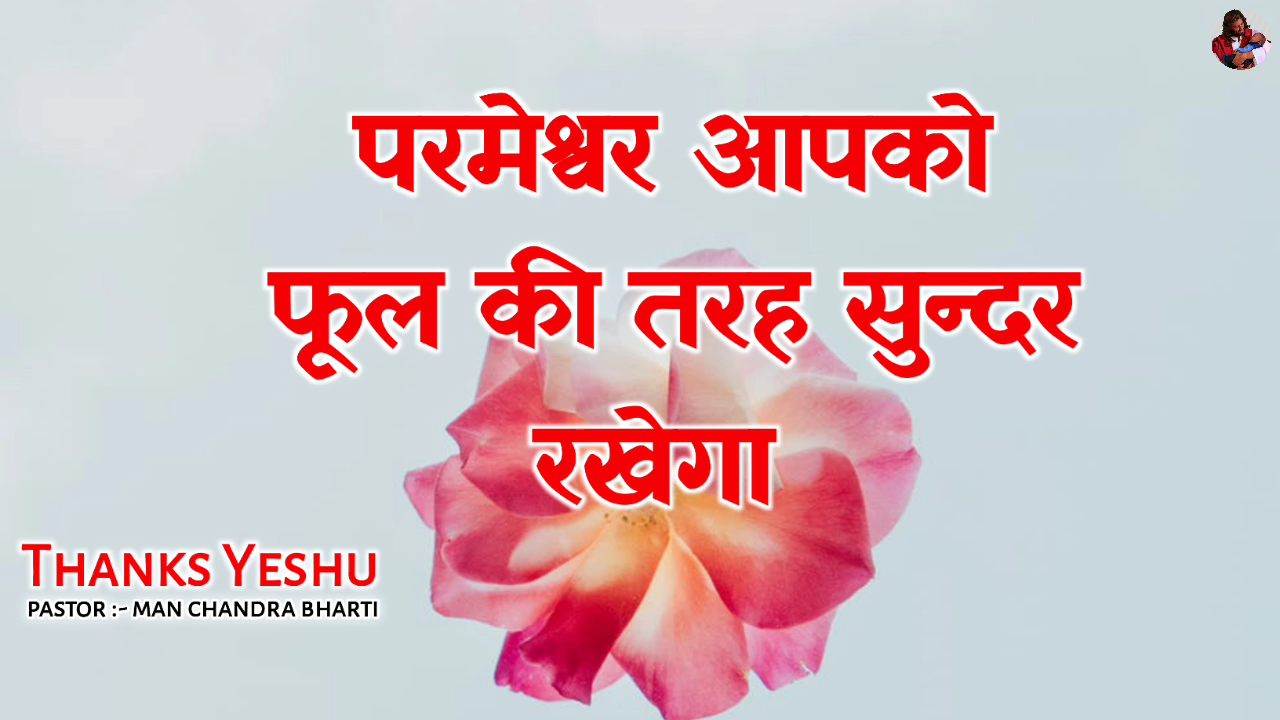 परमेश्वर आपको
फूल की तरह सुन्दर
रखेगा
THANKS YESHU
PASTOR :- MAN CHANDRA BHARTI